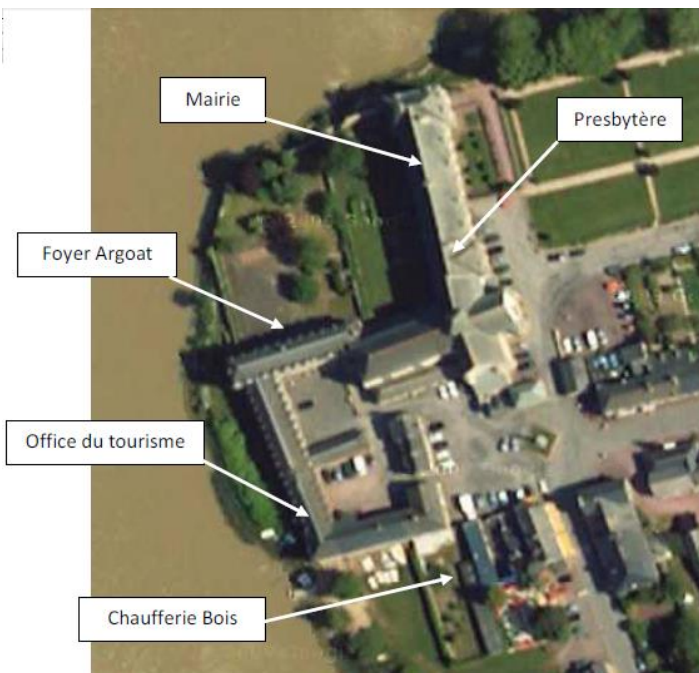 Mairie
Presbytère
Foyer Argoat
Office du tourisme
Chaufferie Bois